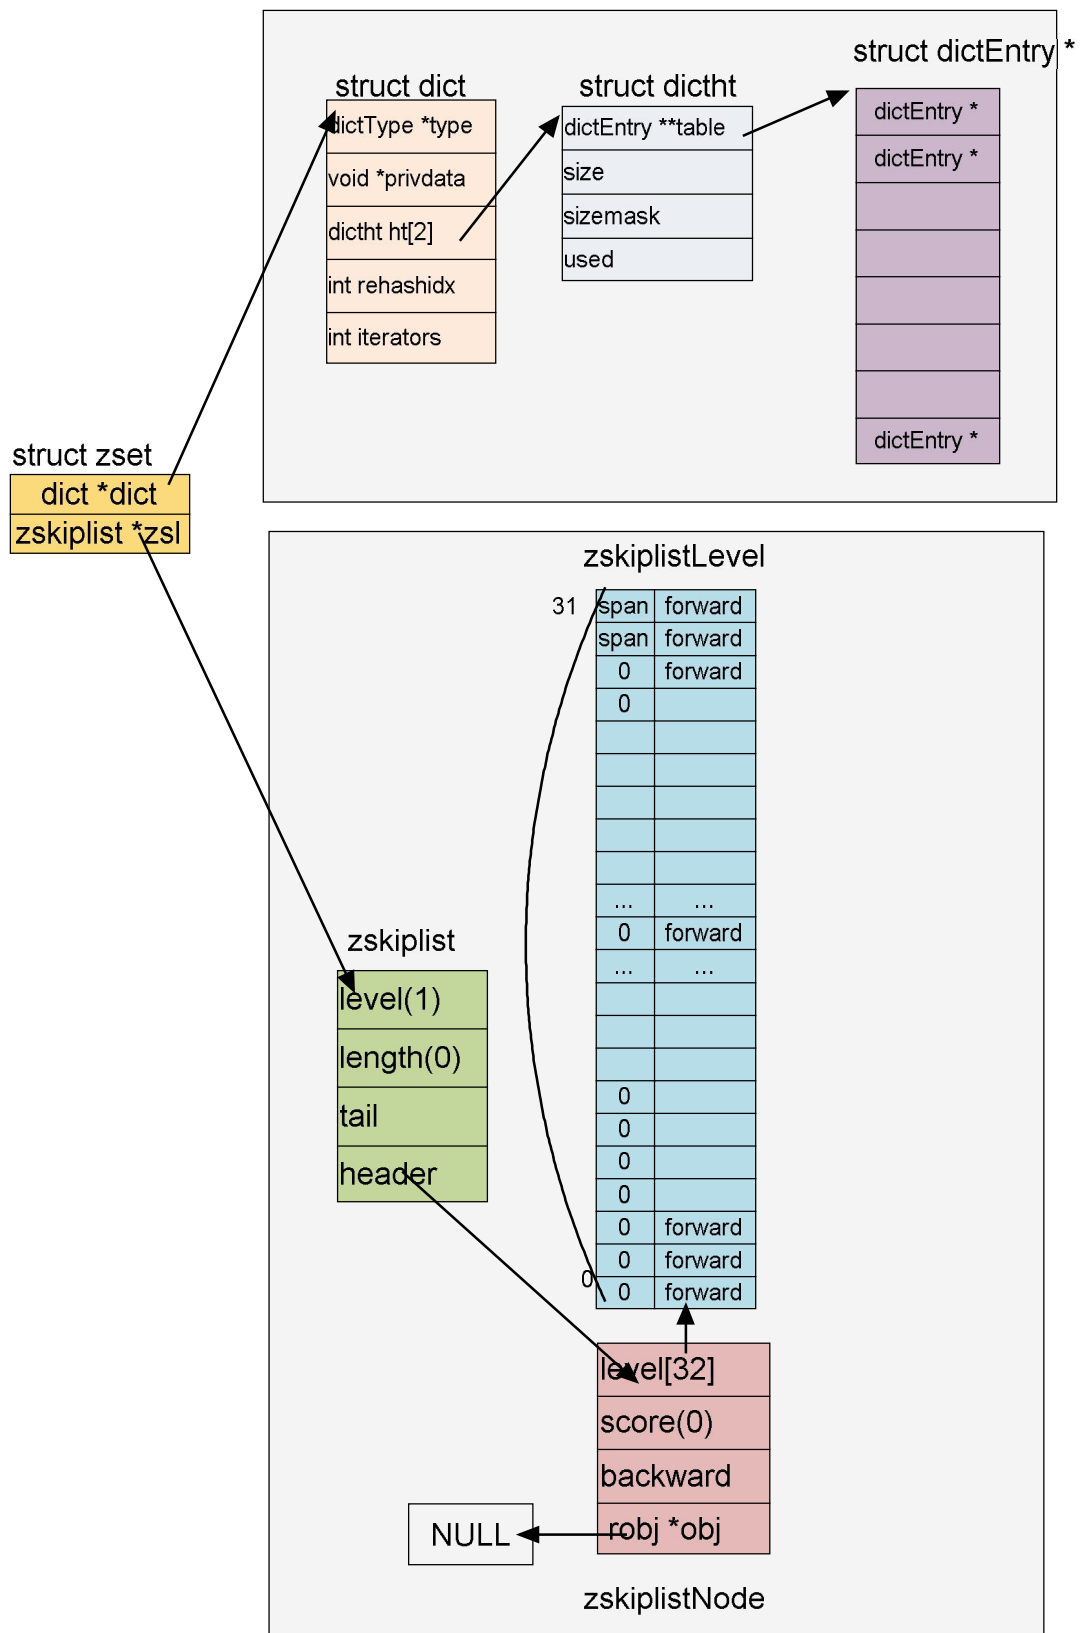 struct dictEntry *
struct dict
struct dictht
dictType *type
void *privdata
dictht ht[2]
int rehashidx
int iterators
dictEntry **table
size
sizemask
used
dictEntry *
dictEntry *
dictEntry *
struct zset
dict *dict
zskiplist *zsl
zskiplistLevel
31
span forward
span forward
0 forward
0
... ...
0 forward
... ...
0
0
0
0
0 forward
0 forward
0
0 forward
zskiplist
level(1)
length(0)
tail
header
level[32]
score(0)
backward
robj *obj
NULL
zskiplistNode